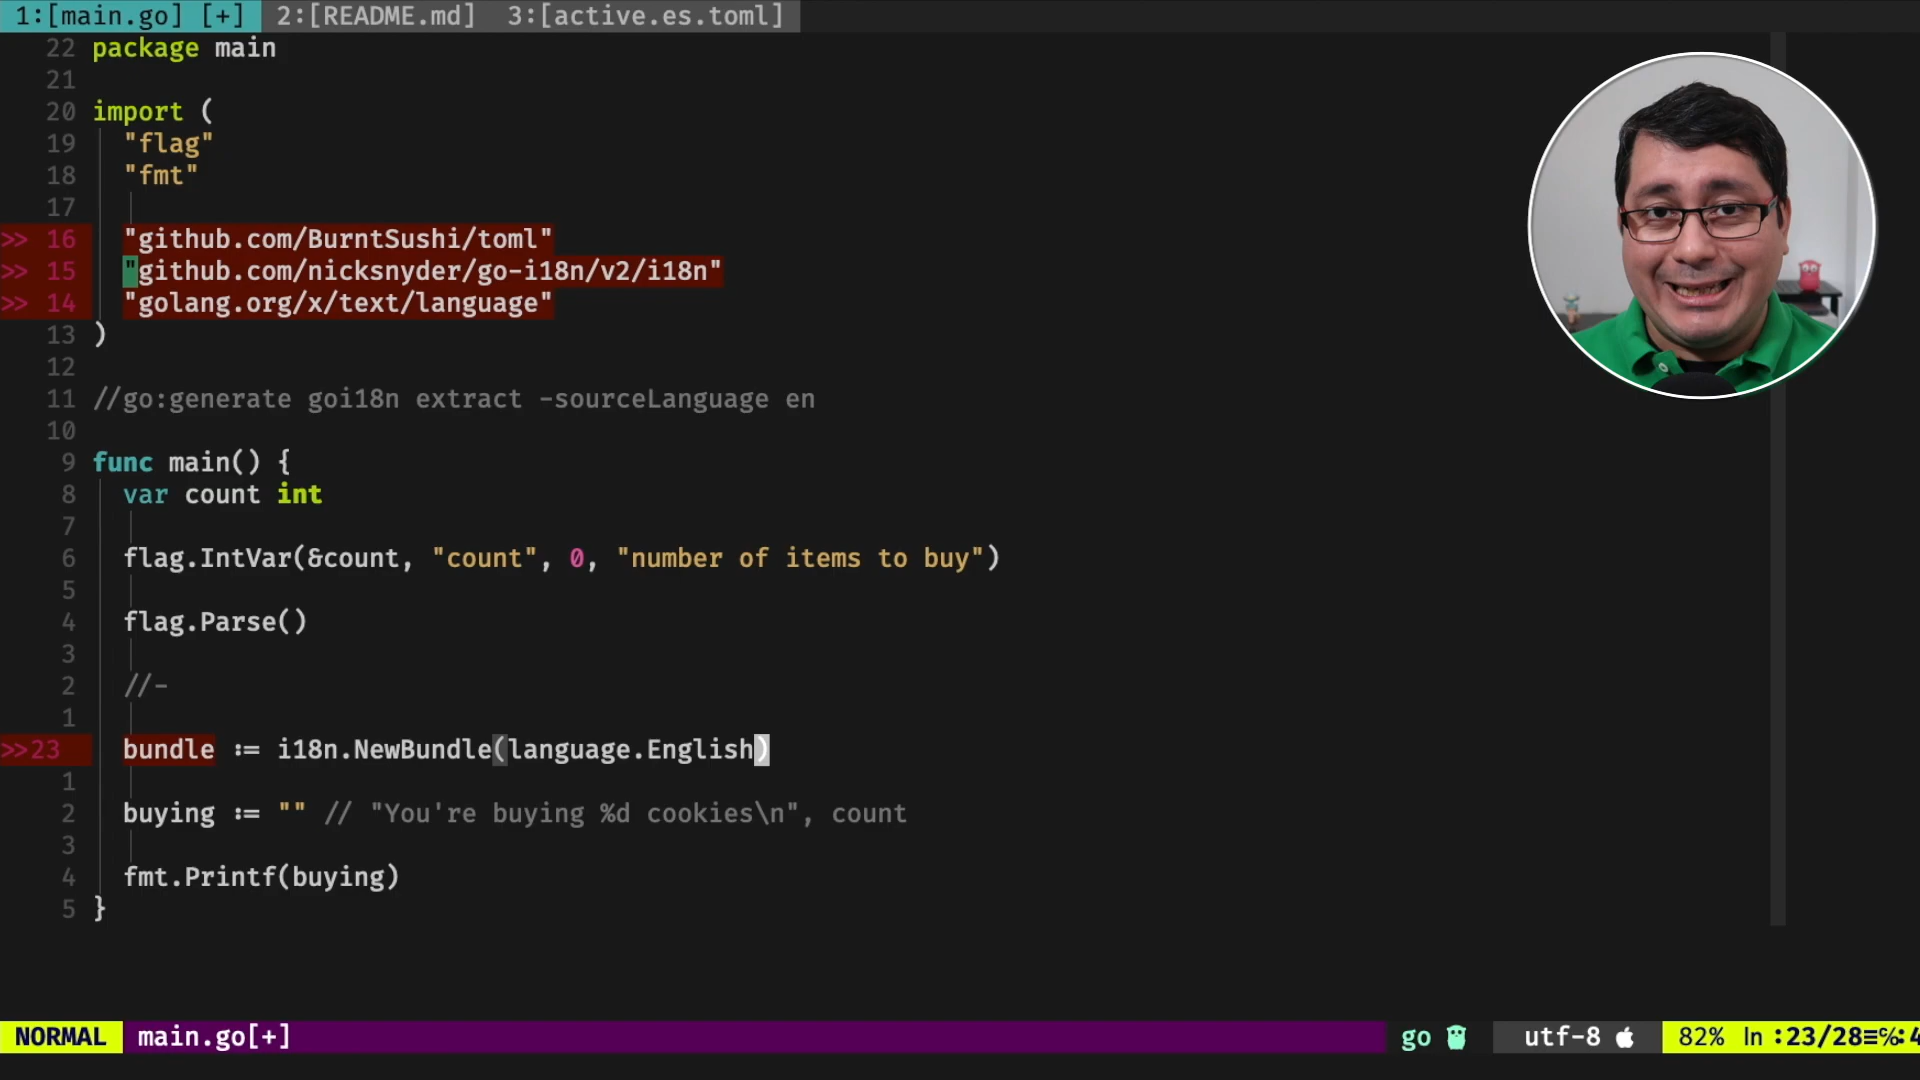 1:[main.go] [+] 2:[README.md] 3:[active.es.toml]
22 package main
21
20 import (
19 "flag"
18 "fmt"
17
>> 16 "github.com/BurntSushi/toml"
>> 15 "github.com/nicksnyder/go-i18n/v2/i18n"
>> 14 "golang.org/x/text/language"
13 )
12
11 //go:generate goi18n extract -sourceLanguage en
10
9 func main() {
8 var count int
7
6 flag.IntVar(&count, "count", 0, "number of items to buy")
5
4 flag.Parse()
3
2 //-
1
>>23 bundle := i18n.NewBundle(language.English)
1
2 buying := "" // "You're buying %d cookies\n", count
3
4 fmt.Printf(buying)
5 }
NORMAL main.go[+] go utf-8 82% ln :23/28≡℅:4